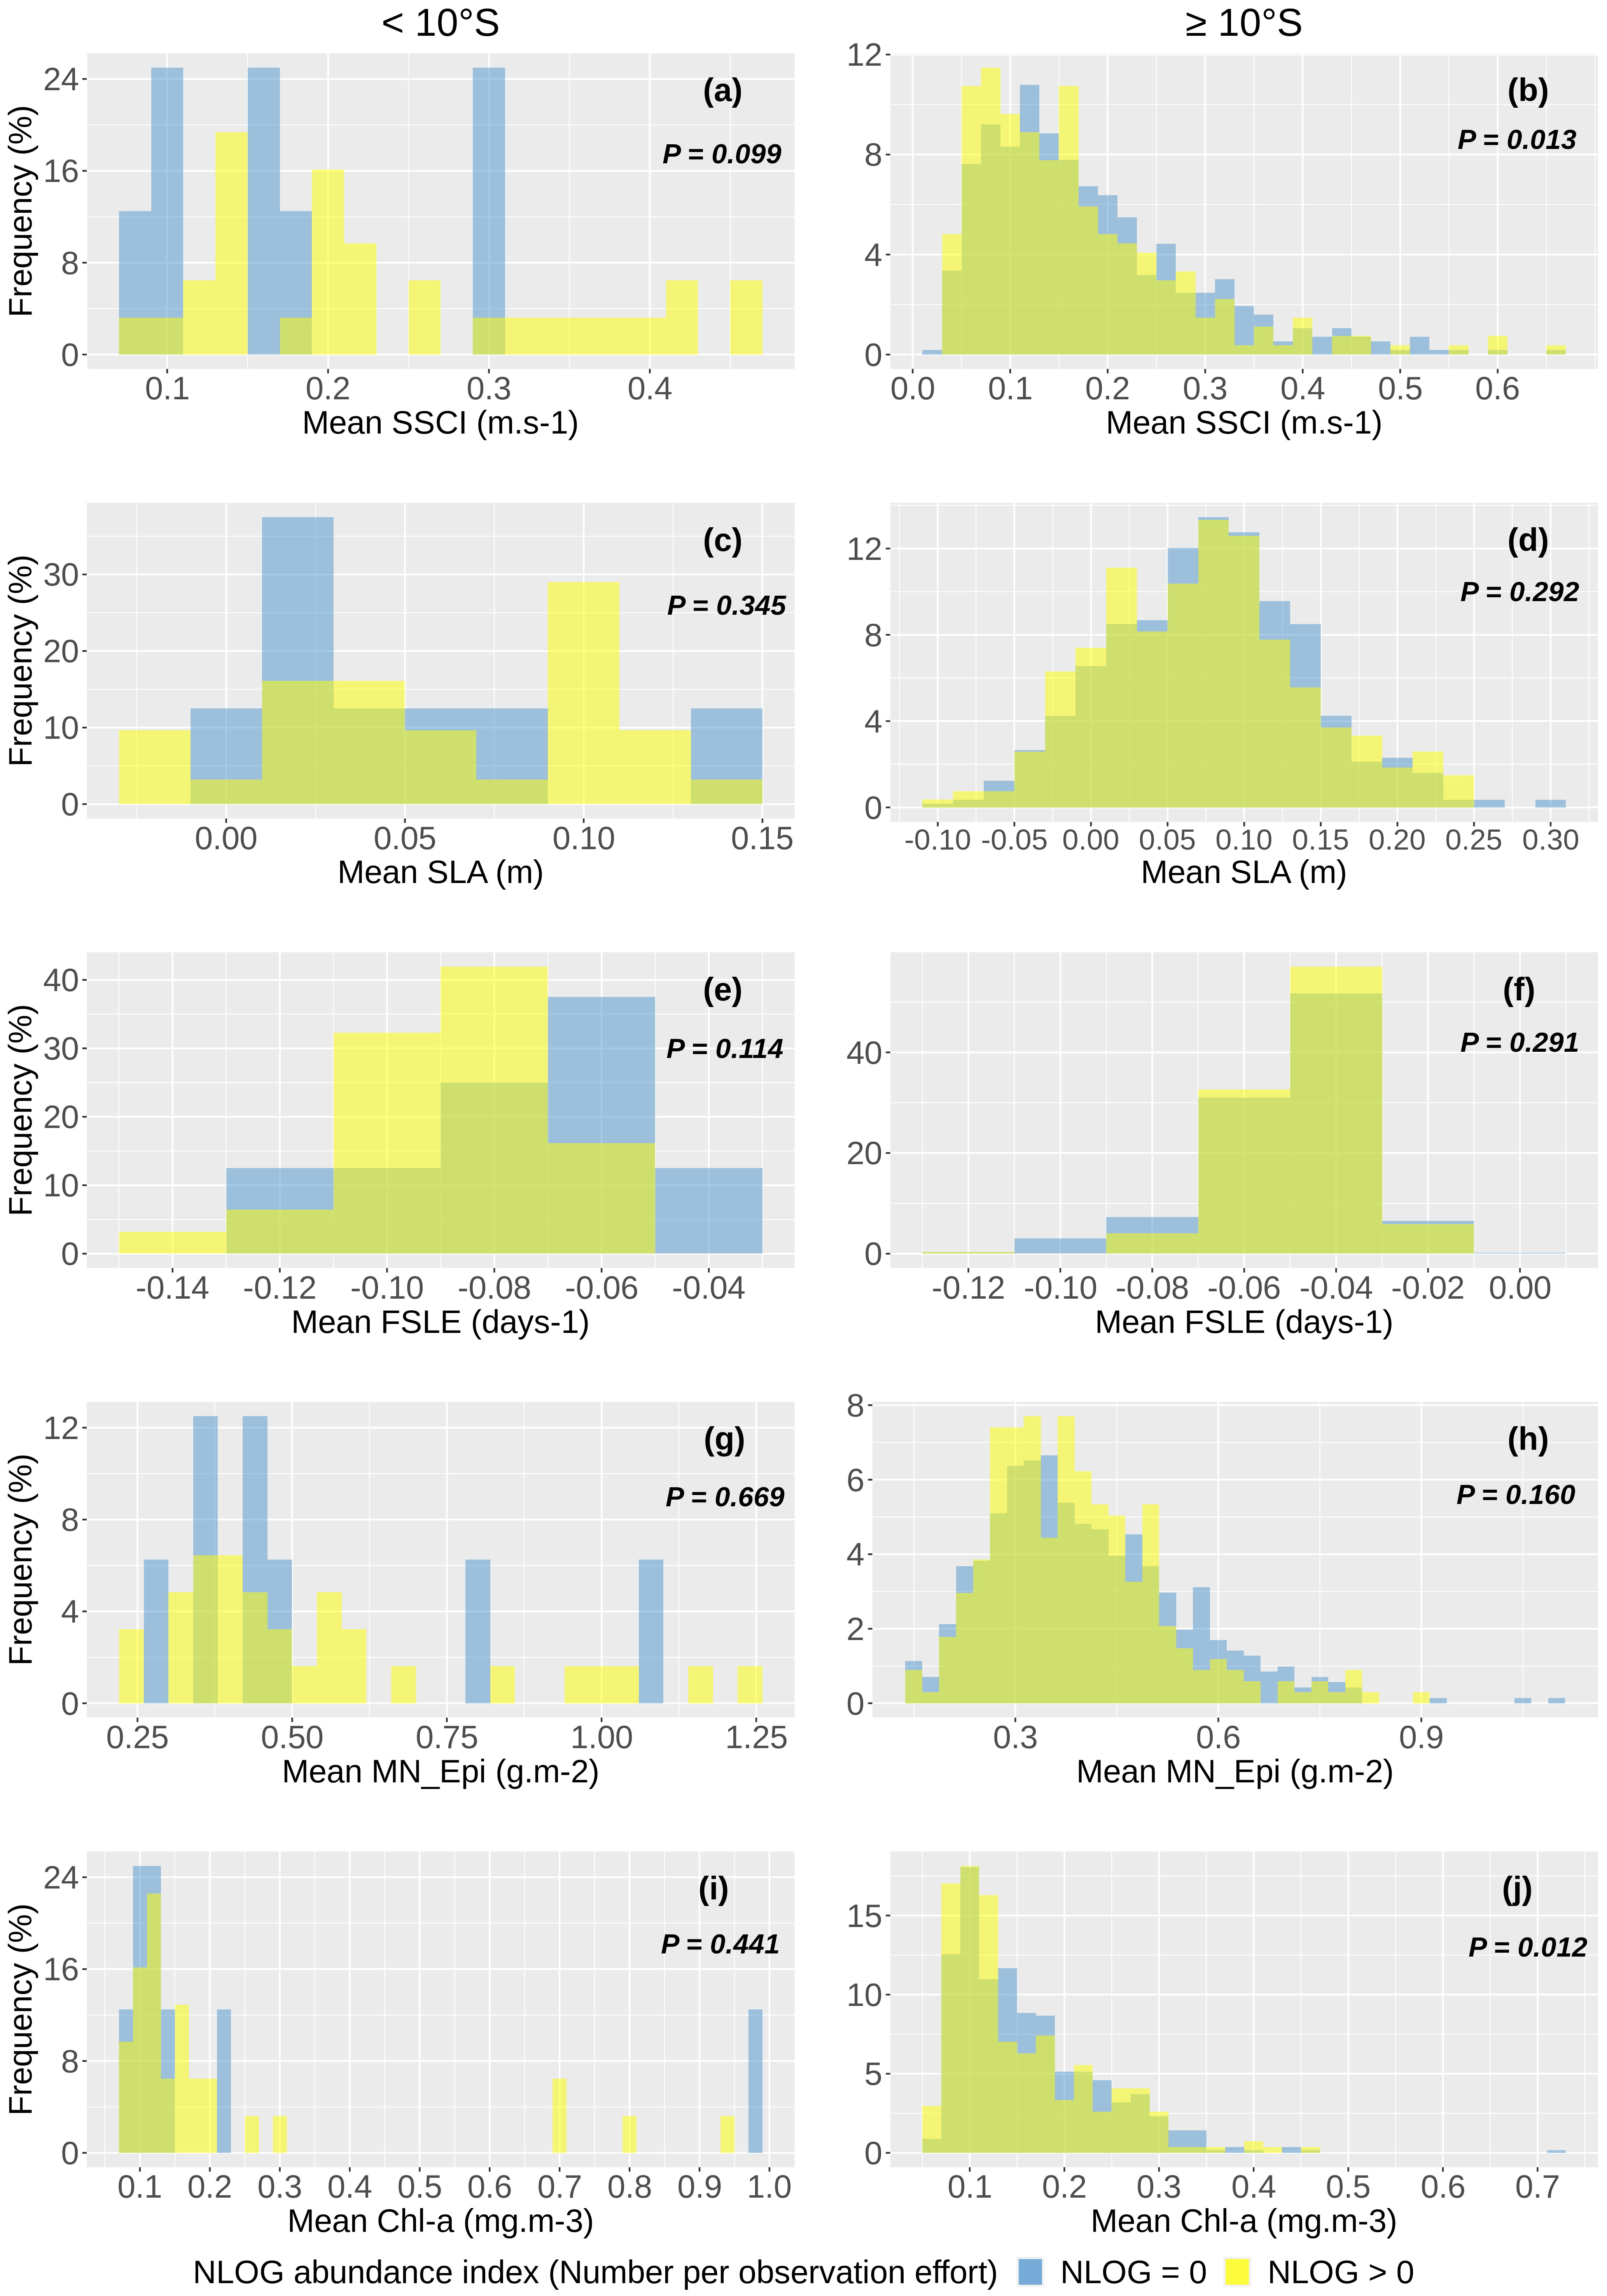 < 10°S
≥ 10°S
24
16
8
0
Frequency (%)
(a)
P = 0.099
0.1 0.2 0.3 0.4
Mean SSCI (m.s-1)
12
8
4
0
(b)
P = 0.013
0.0 0.1 0.2 0.3 0.4 0.5 0.6
Mean SSCI (m.s-1)
30
20
10
0
Frequency (%)
(c)
P = 0.345
0.00 0.05 0.10 0.15
Mean SLA (m)
12
8
4
0
(d)
P = 0.292
-0.10 -0.05 0.00 0.05 0.10 0.15 0.20 0.25 0.30
Mean SLA (m)
40
30
20
10
0
Frequency (%)
(e)
P = 0.114
-0.14 -0.12 -0.10 -0.08 -0.06 -0.04
Mean FSLE (days-1)
40
20
0
(f)
P = 0.291
-0.12 -0.10 -0.08 -0.06 -0.04 -0.02 0.00
Mean FSLE (days-1)
12
8
4
0
Frequency (%)
(g)
P = 0.669
0.25 0.50 0.75 1.00 1.25
Mean MN_Epi (g.m-2)
8
6
4
2
0
(h)
P = 0.160
0.3 0.6 0.9
Mean MN_Epi (g.m-2)
24
16
8
0
Frequency (%)
(i)
P = 0.441
0.1 0.2 0.3 0.4 0.5 0.6 0.7 0.8 0.9 1.0
Mean Chl-a (mg.m-3)
15
10
5
0
(j)
P = 0.012
0.1 0.2 0.3 0.4 0.5 0.6 0.7
Mean Chl-a (mg.m-3)
NLOG abundance index (Number per observation effort) NLOG = 0 NLOG > 0